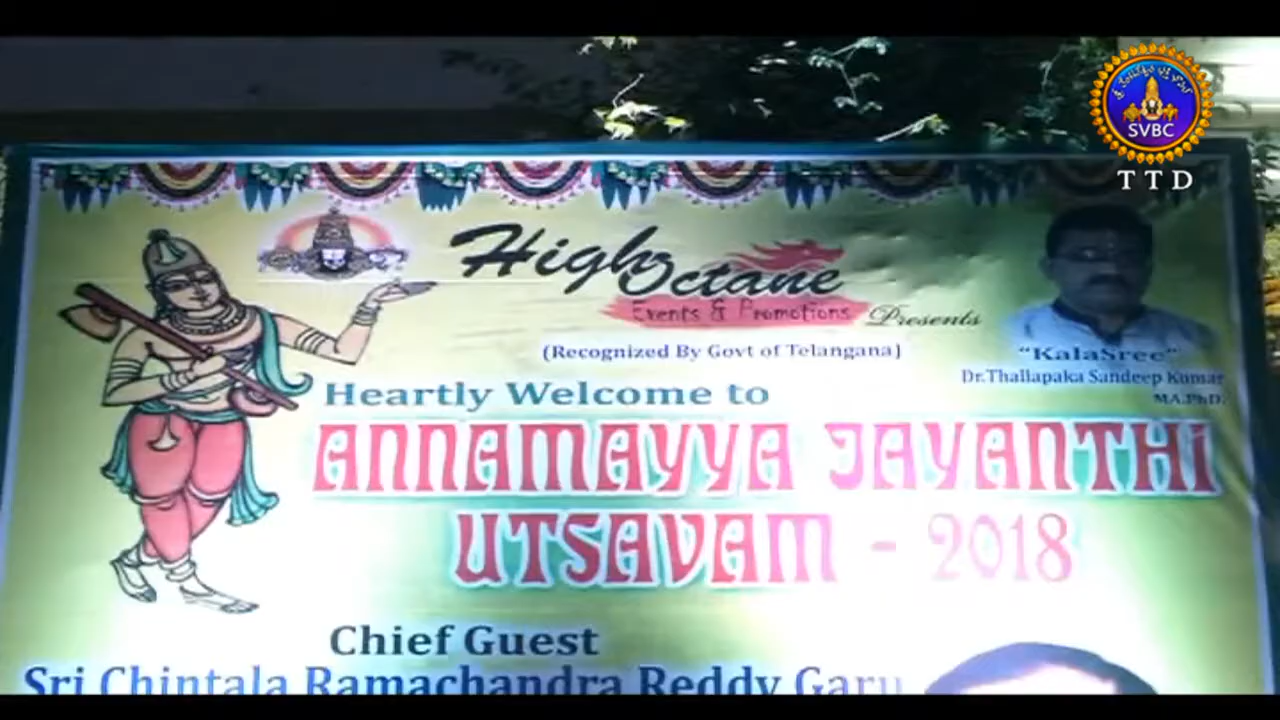 SVBC
TTD
High Octane
Events & Promotions Presents
(Recognized By Govt of Telangana)
"KalaSree"
Dr.Thallapaka Sandeep Kumar
MA.PhD.
Heartly Welcome to
ANNAMAYYA JAYANTHI
UTSAVAM - 2018
Chief Guest
Sri Chintala Ramachandra Reddy Garu